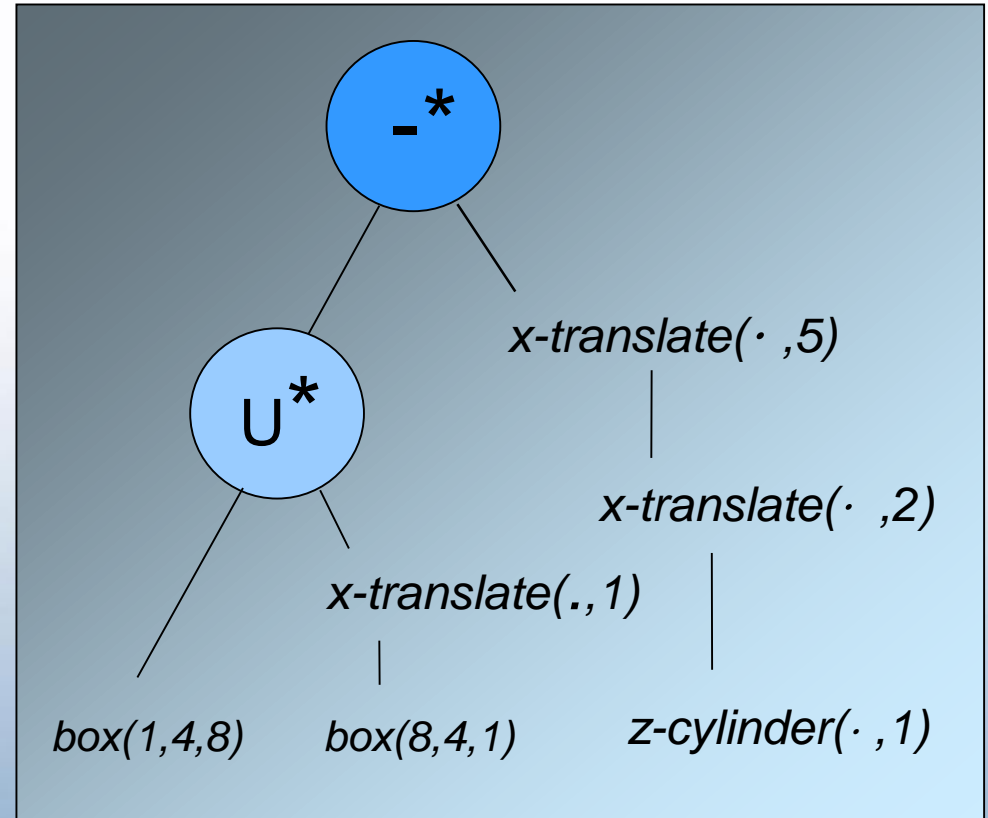 -*
x-translate(· ,5)
∪*
x-translate(· ,2)
x-translate(.,1)
box(1,4,8)
box(8,4,1)
z-cylinder(· ,1)